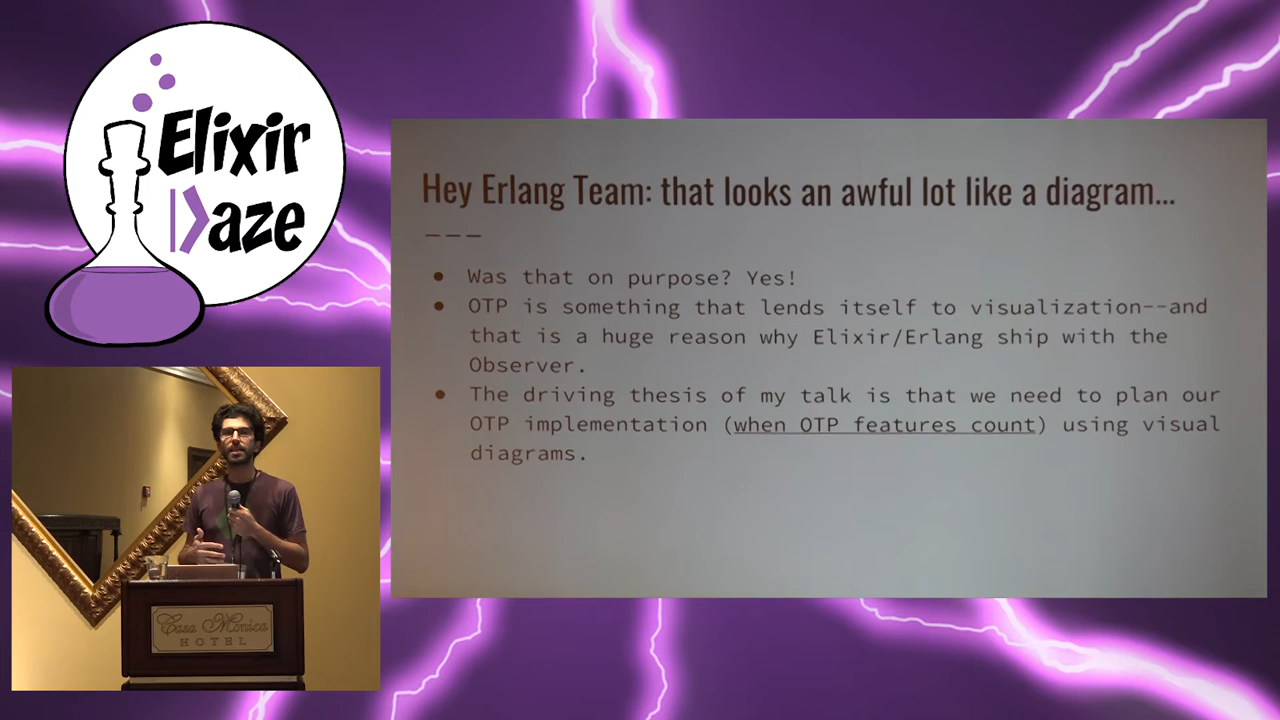 Elixir
Daze
Hey Erlang Team: that looks an awful lot like a diagram...
---
● Was that on purpose? Yes!
● OTP is something that lends itself to visualization--and
that is a huge reason why Elixir/Erlang ship with the
Observer.
● The driving thesis of my talk is that we need to plan our
OTP implementation (when OTP features count) using visual
diagrams.
Casa Monica
HOTEL